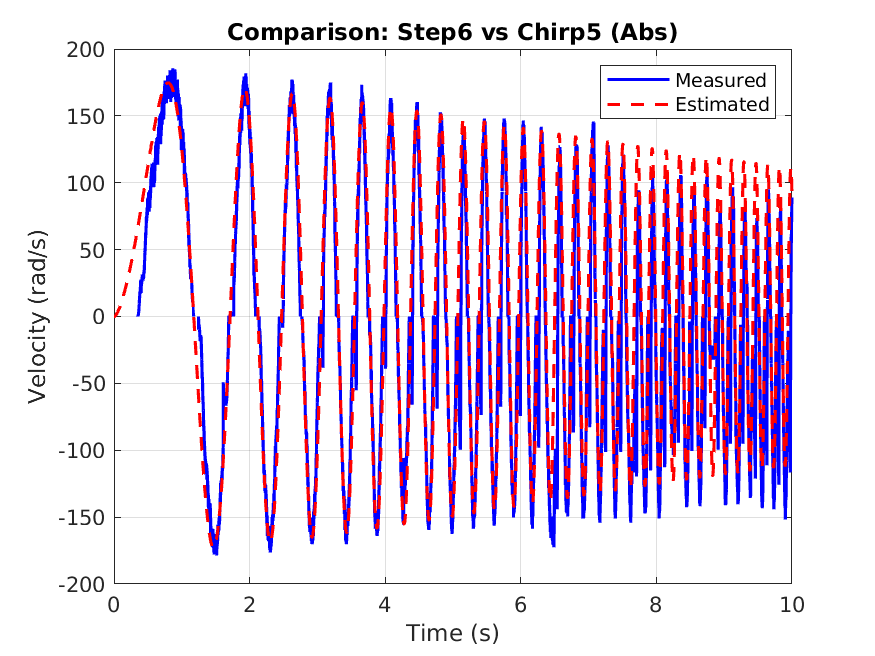 Comparison: Step6 vs Chirp5 (Abs)
Measured
Estimated
200
150
100
50
0
-50
-100
-150
-200
Velocity (rad/s)
0 2 4 6 8 10
Time (s)